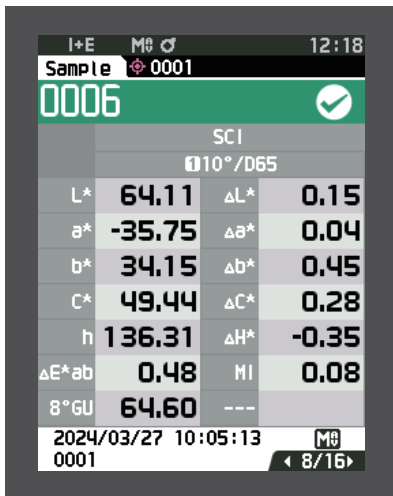 I+E M 12:18
Sample 0001
0006
SCI
1 10°/D65
L* 64.11 ΔL* 0.15
a* -35.75 Δa* 0.04
b* 34.15 Δb* 0.45
C* 49.44 ΔC* 0.28
h 136.31 ΔH* -0.35
ΔE*ab 0.48 MI 0.08
8°GU 64.60 ---
2024/03/27 10:05:13 M
0001 8/16